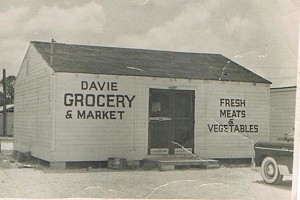 DAVIE
GROCERY
& MARKET
FRESH
MEATS
&
VEGETABLES